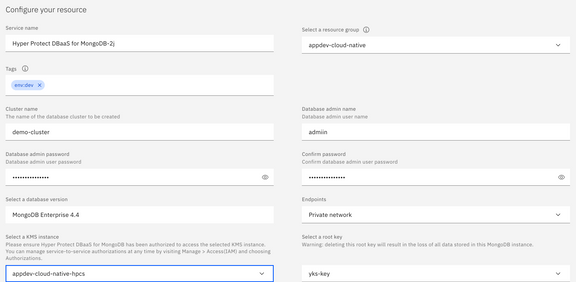 Configure your resource
Service name
Hyper Protect DBaaS for MongoDB-2j
Select a resource group
appdev-cloud-native
Tags
env:dev
Cluster name
The name of the database cluster to be created
demo-cluster
Database admin name
Database admin user name
admiin
Database admin password
Database admin user password
•••••••••••••••
Confirm password
Confirm database admin user password
•••••••••••••••
Select a database version
MongoDB Enterprise 4.4
Endpoints
Private network
Select a KMS instance
Please ensure Hyper Protect DBaaS for MongoDB has been authorized to access the selected KMS instance.
You can manage service-to-service authorizations at any time by visiting Manage > Access(IAM) and choosing
Authorizations.
appdev-cloud-native-hpcs
Select a root key
Warning: deleting this root key will result in the loss of all data stored in this MongoDB instance.
yks-key